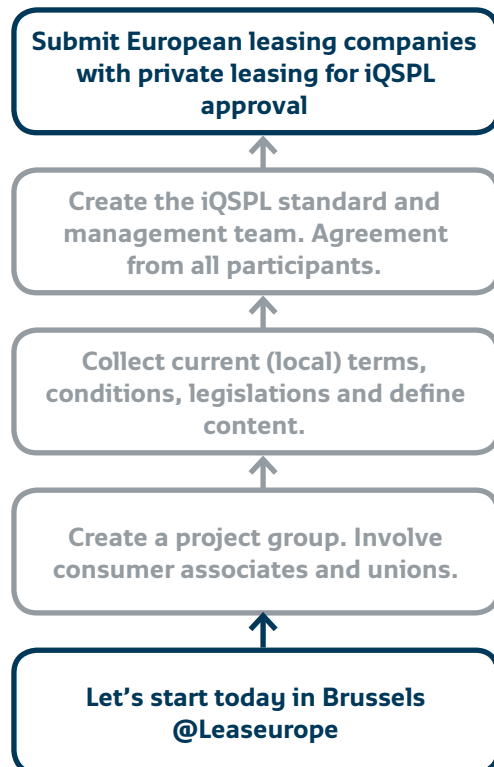 Submit European leasing companies
with private leasing for iQSPL
approval
Create the iQSPL standard and
management team. Agreement
from all participants.
Collect current (local) terms,
conditions, legislations and define
content.
Create a project group. Involve
consumer associates and unions.
Let's start today in Brussels
@Leaseurope